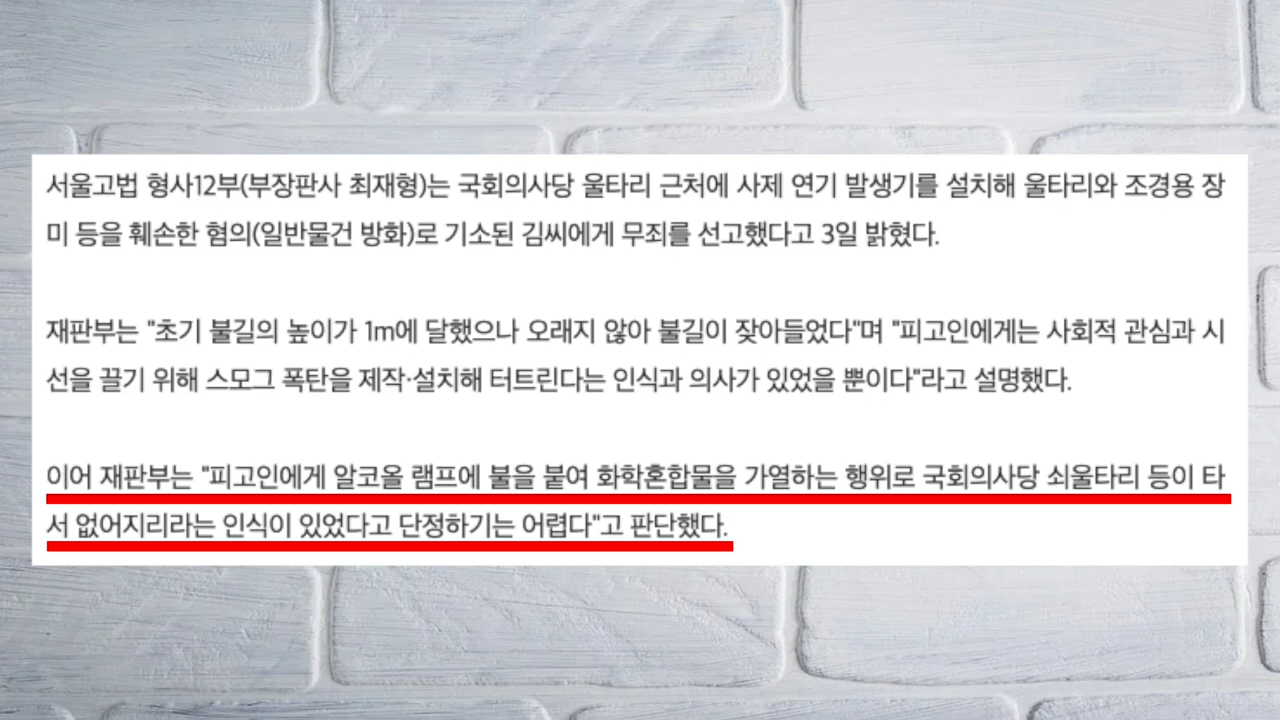 서울고법 형사12부(부장판사 최재형)는 국회의사당 울타리 근처에 사제 연기 발생기를 설치해 울타리와 조경용 장
미 등을 훼손한 혐의(일반물건 방화)로 기소된 김씨에게 무죄를 선고했다고 3일 밝혔다.
재판부는 "초기 불길의 높이가 1m에 달했으나 오래지 않아 불길이 잦아들었다"며 "피고인에게는 사회적 관심과 시
선을 끌기 위해 스모그 폭탄을 제작·설치해 터트린다는 인식과 의사가 있었을 뿐이다"라고 설명했다.
이어 재판부는 "피고인에게 알코올 램프에 불을 붙여 화학혼합물을 가열하는 행위로 국회의사당 쇠울타리 등이 타
서 없어지리라는 인식이 있었다고 단정하기는 어렵다"고 판단했다.